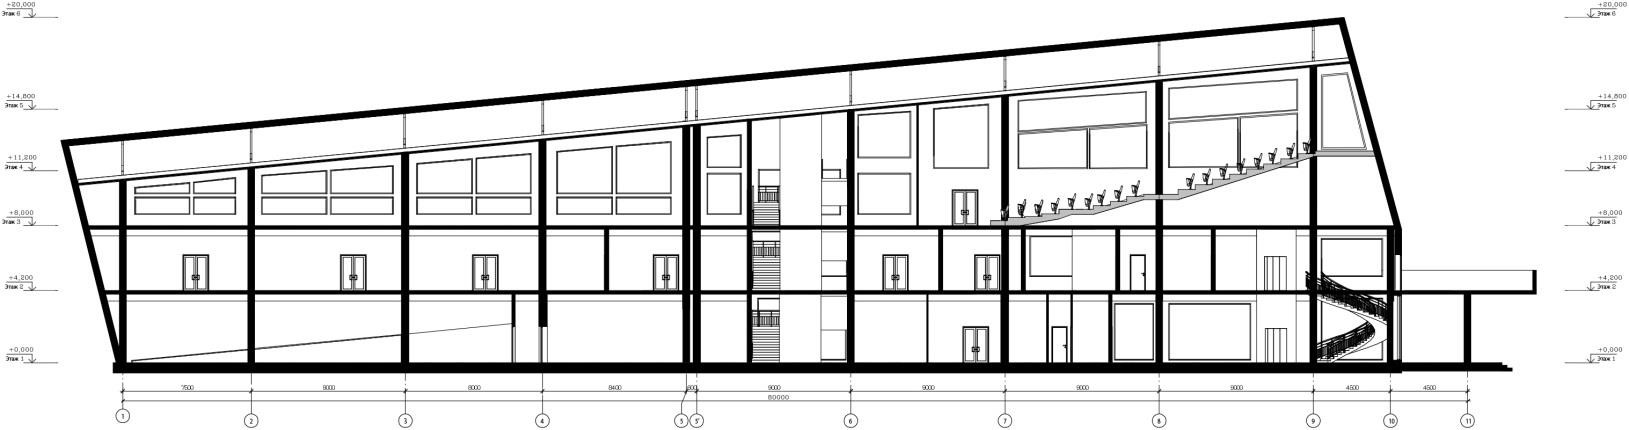 +20,000
Этаж 6
+14,800
Этаж 5
+11,200
Этаж 4
+8,000
Этаж 3
+4,200
Этаж 2
+0,000
Этаж 1
+20,000
Этаж 6
+14,800
Этаж 5
+11,200
Этаж 4
+8,000
Этаж 3
+4,200
Этаж 2
+0,000
Этаж 1
7500 9000 8000 8400 600 9000 9000 9000 9000 4500 4500
80000
1 2 3 4 5 5' 6 7 8 9 10 11